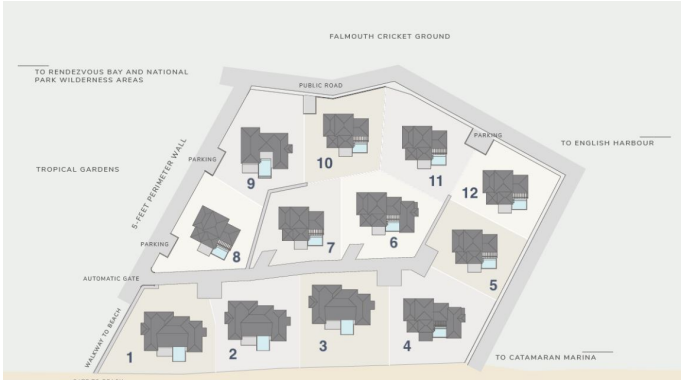 FALMOUTH CRICKET GROUND
TO RENDEZVOUS BAY AND NATIONAL
PARK WILDERNESS AREAS
PUBLIC ROAD
PARKING
TO ENGLISH HARBOUR
10
11
PARKING
TROPICAL GARDENS
5-FEET PERIMETER WALL
9
12
PARKING
8
7
6
5
AUTOMATIC GATE
WALKWAY TO BEACH
1
2
3
4
TO CATAMARAN MARINA